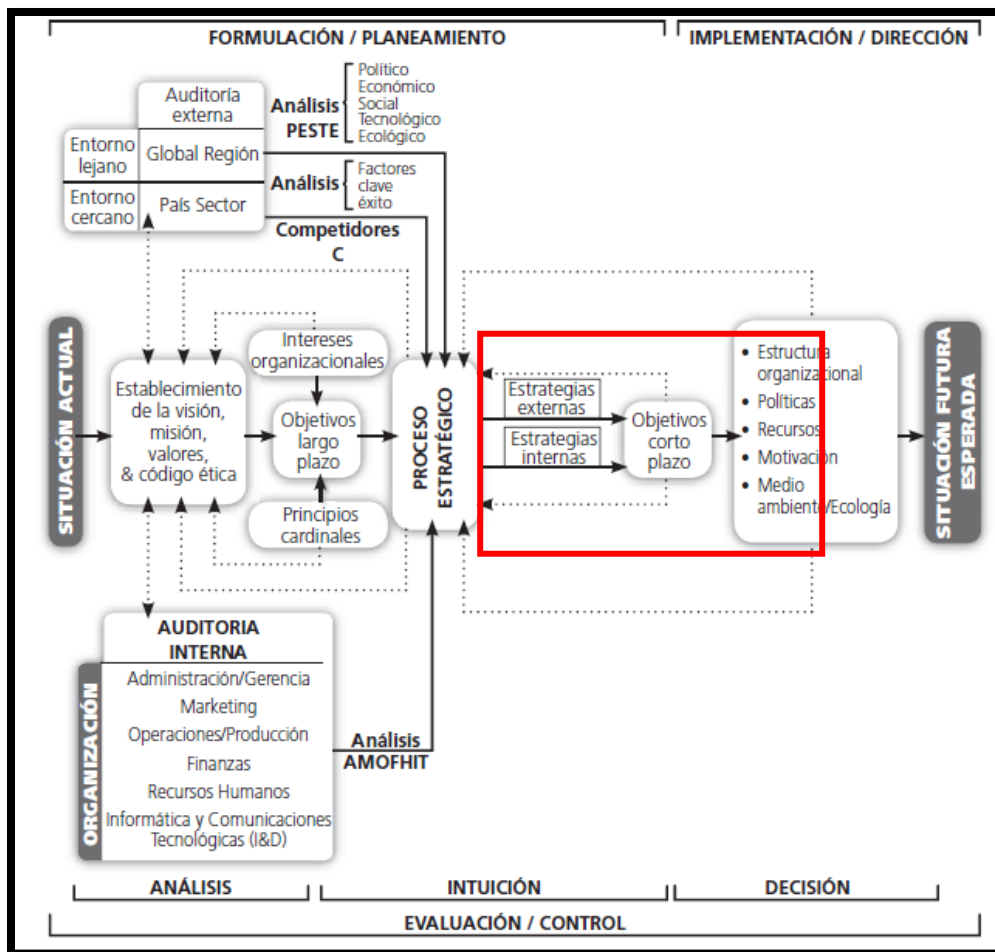 FORMULACIÓN / PLANEAMIENTO
IMPLEMENTACIÓN / DIRECCIÓN
Auditoría
externa
Entorno
lejano
Global Región
Entorno
cercano
País Sector
Análisis
PESTE
Político
Económico
Social
Tecnológico
Ecológico
Análisis
Factores
clave
éxito
Competidores
C
SITUACIÓN ACTUAL
Establecimiento
de la visión,
misión,
valores,
& código ética
Intereses
organizacionales
Objetivos
largo
plazo
Principios
cardinales
PROCESO
ESTRATÉGICO
Estrategias
externas
Estrategias
internas
Objetivos
corto
plazo
• Estructura
organizacional
• Políticas
• Recursos
• Motivación
• Medio
ambiente/Ecología
SITUACIÓN FUTURA
ESPERADA
ORGANIZACIÓN
AUDITORIA
INTERNA
Administración/Gerencia
Marketing
Operaciones/Producción
Finanzas
Recursos Humanos
Informática y Comunicaciones
Tecnológicas (I&D)
Análisis
AMOFHIT
ANÁLISIS
INTUICIÓN
DECISIÓN
EVALUACIÓN / CONTROL